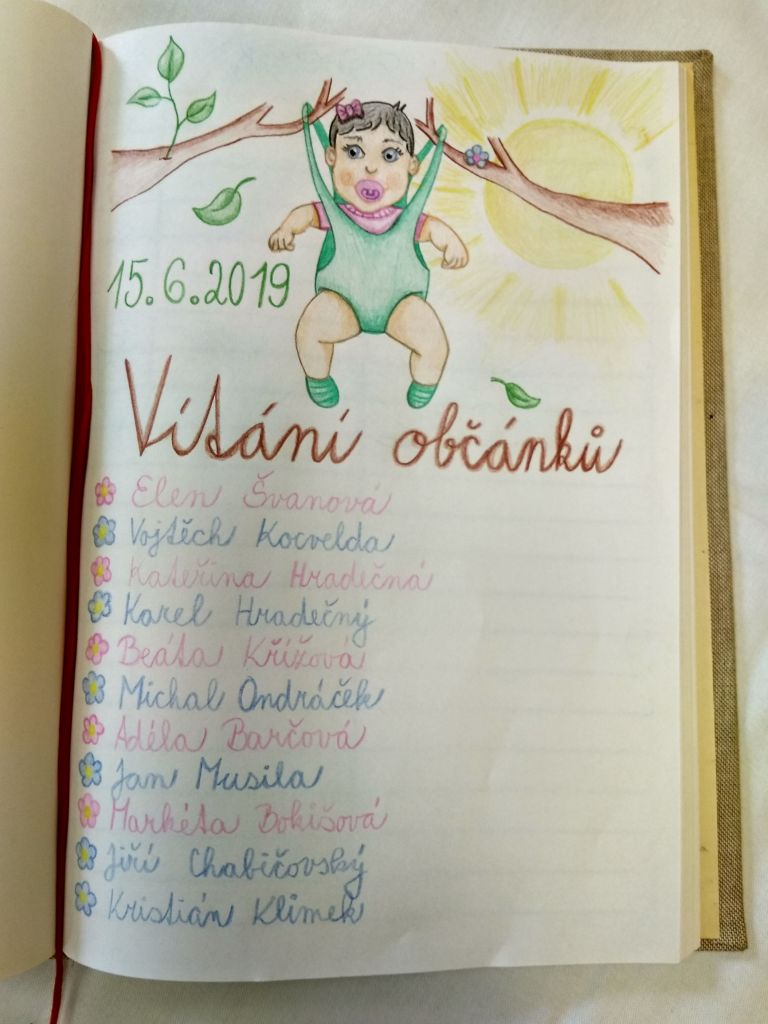 15.6.2019
Vítání občánků
Elen Švanová
Vojtěch Kocvelda
Kateřina Hradečná
Karel Hradečný
Beáta Křížová
Michal Ondráček
Adéla Barčová
Jan Musila
Markéta Bokišová
Jiří Chabičovský
Kristián Klimek